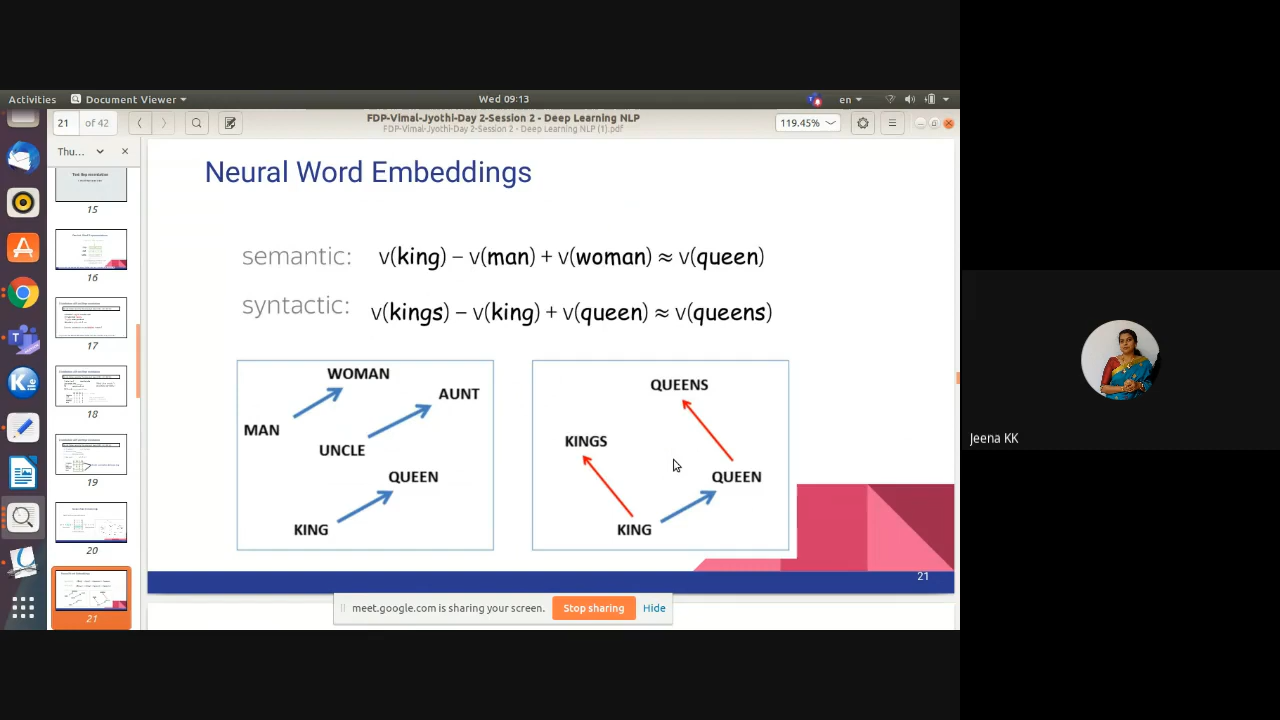 Activities Document Viewer Wed 09:13 en
21 of 42 FDP-Vimal-Jyothi-Day 2-Session 2 - Deep Learning NLP 119.45%
FDP-Vimal-Jyothi-Day 2-Session 2 - Deep Learning NLP (1).pdf
Thu...
15
16
17
18
19
20
21
Neural Word Embeddings
semantic: v(king) – v(man) + v(woman) ≈ v(queen)
syntactic: v(kings) – v(king) + v(queen) ≈ v(queens)
WOMAN
AUNT
MAN
UNCLE
QUEEN
KING
QUEENS
KINGS
QUEEN
KING
21
meet.google.com is sharing your screen. Stop sharing Hide
Jeena KK